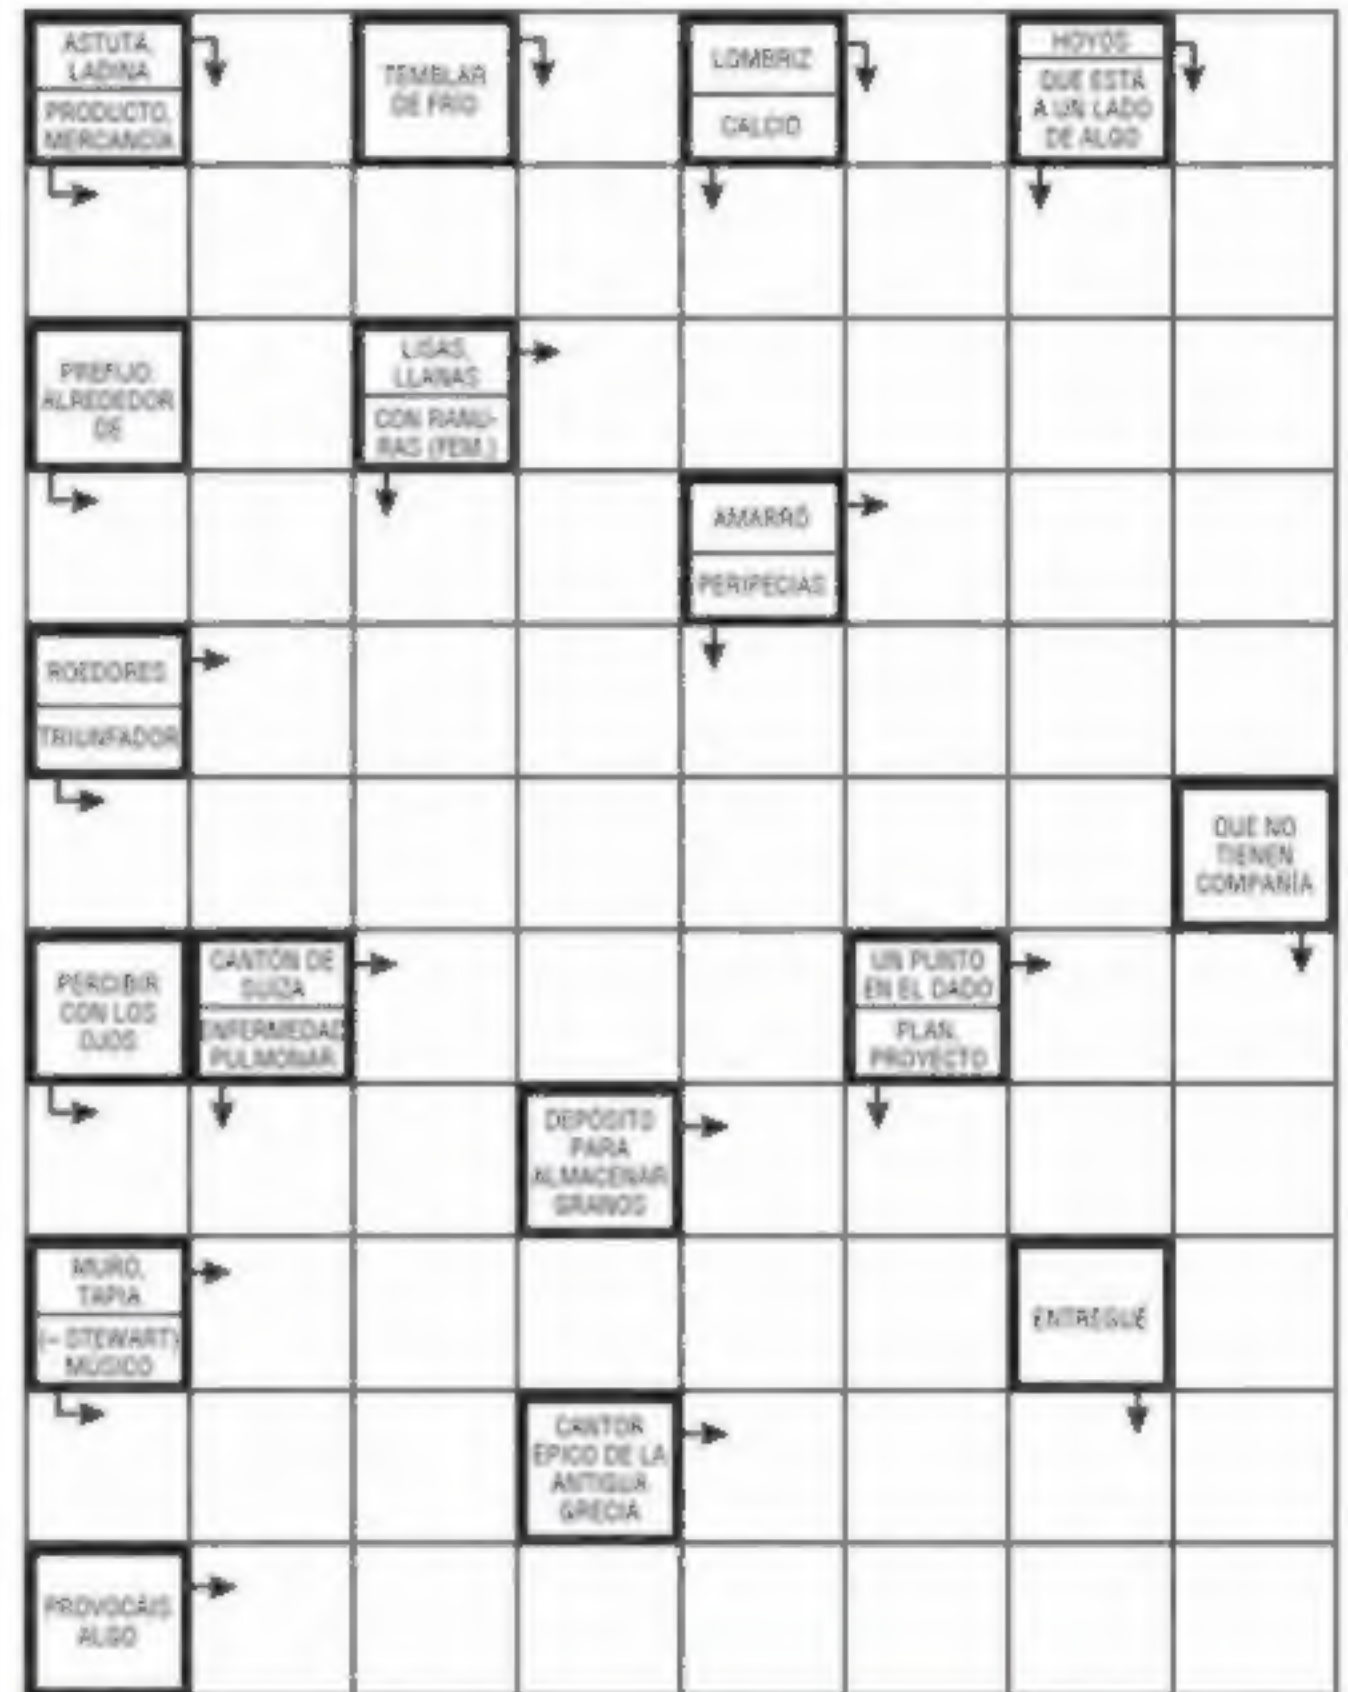 ASTUTA,
LADINA
PRODUCTO,
MERCANCÍA
TEMBLAR
DE FRÍO
LOMBRIZ
CALCIO
HOYOS
QUE ESTÁ
A UN LADO
DE ALGO
PREFIJO:
ALREDEDOR
DE
LISAS,
LLANAS
CON RANU-
RAS (FEM.)
AMARRÓ
PERIPECIAS
ROEDORES
TRIUNFADOR
QUE NO
TIENEN
COMPAÑÍA
PERCIBIR
CON LOS
OJOS
CANTÓN DE
SUIZA
ENFERMEDAD
PULMONAR
UN PUNTO
EN EL DADO
PLAN,
PROYECTO
DEPÓSITO
PARA
ALMACENAR
GRANOS
MURO,
TAPIA
(– STEWART)
MÚSICO
ENTREGUE
CANTOR
ÉPICO DE LA
ANTIGUA
GRECIA
PROVOCÁIS
ALGO